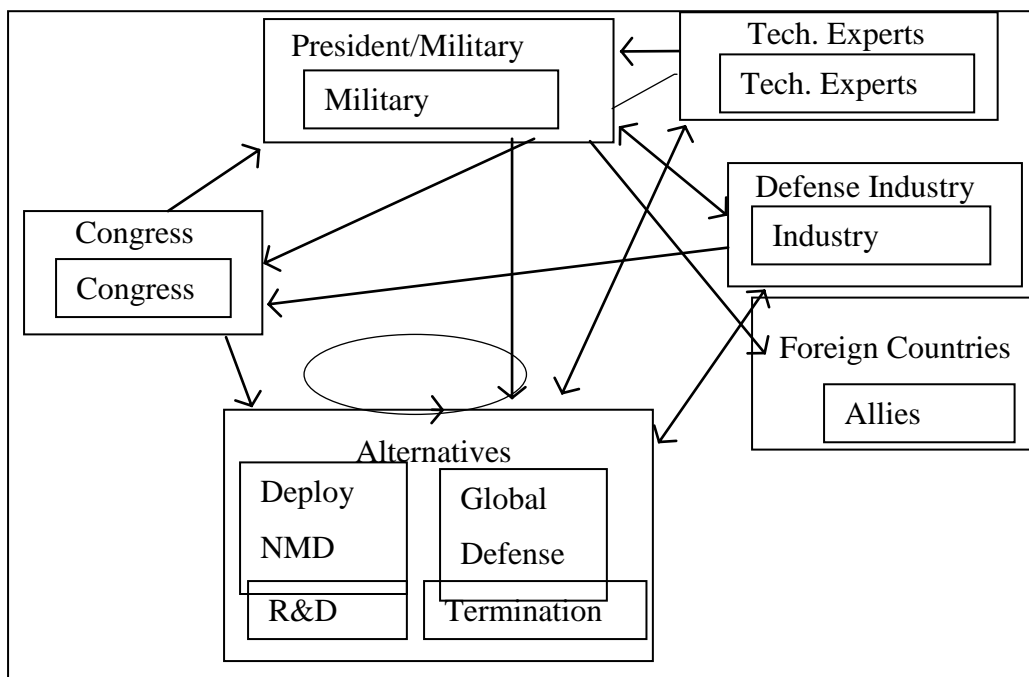 President/Military
Military
Tech. Experts
Tech. Experts
Defense Industry
Industry
Congress
Congress
Foreign Countries
Allies
Alternatives
Deploy
NMD
Global
Defense
R&D
Termination